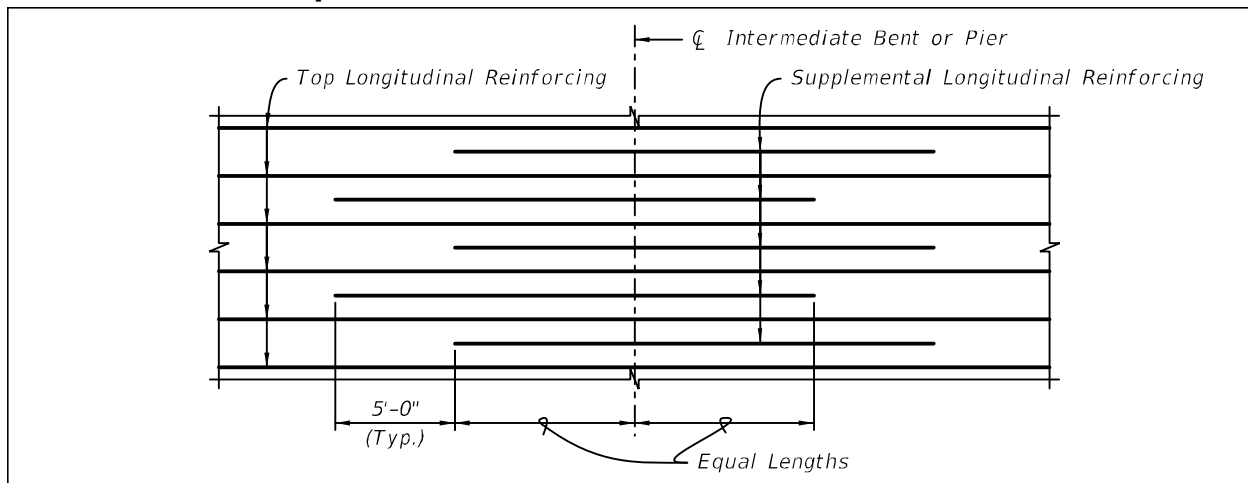 ℄ Intermediate Bent or Pier
Top Longitudinal Reinforcing
Supplemental Longitudinal Reinforcing
5'-0"
(Typ.)
Equal Lengths